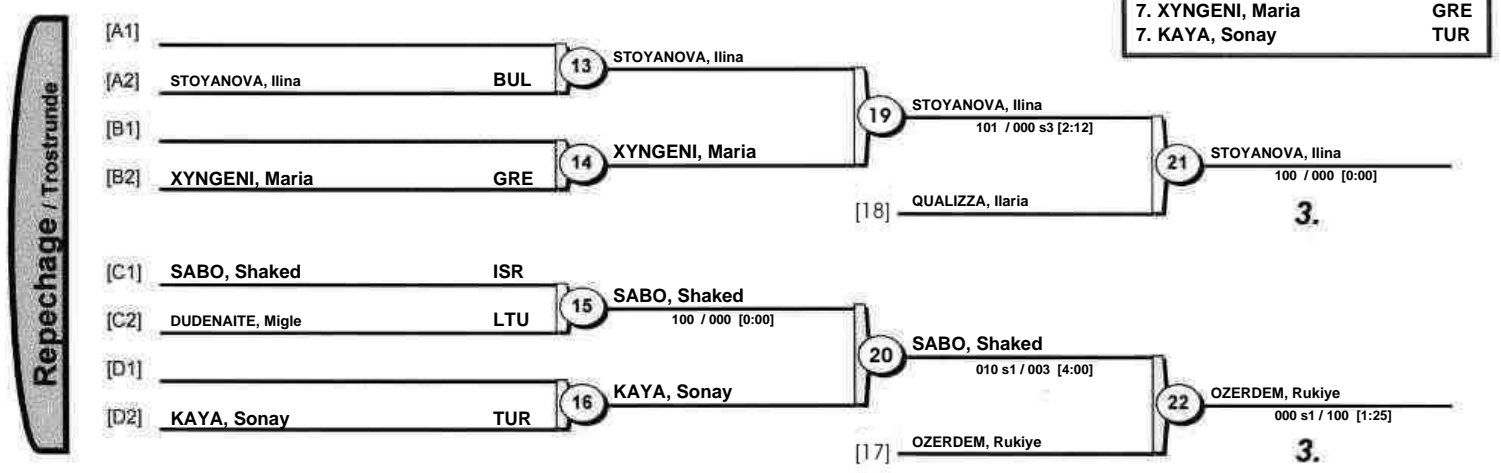 7. XYNGENI, Maria GRE
7. KAYA, Sonay TUR
Repechage / Trostrunde
[A1]
[A2] STOYANOVA, Ilina BUL
13
STOYANOVA, Ilina
[B1]
[B2] XYNGENI, Maria GRE
14
XYNGENI, Maria
19
STOYANOVA, Ilina
101 / 000 s3 [2:12]
[18] QUALIZZA, Ilaria
21
STOYANOVA, Ilina
100 / 000 [0:00]
3.
[C1] SABO, Shaked ISR
[C2] DUDENAITE, Migle LTU
15
SABO, Shaked
100 / 000 [0:00]
[D1]
[D2] KAYA, Sonay TUR
16
KAYA, Sonay
20
SABO, Shaked
010 s1 / 003 [4:00]
[17] OZERDEM, Rukiye
22
OZERDEM, Rukiye
000 s1 / 100 [1:25]
3.